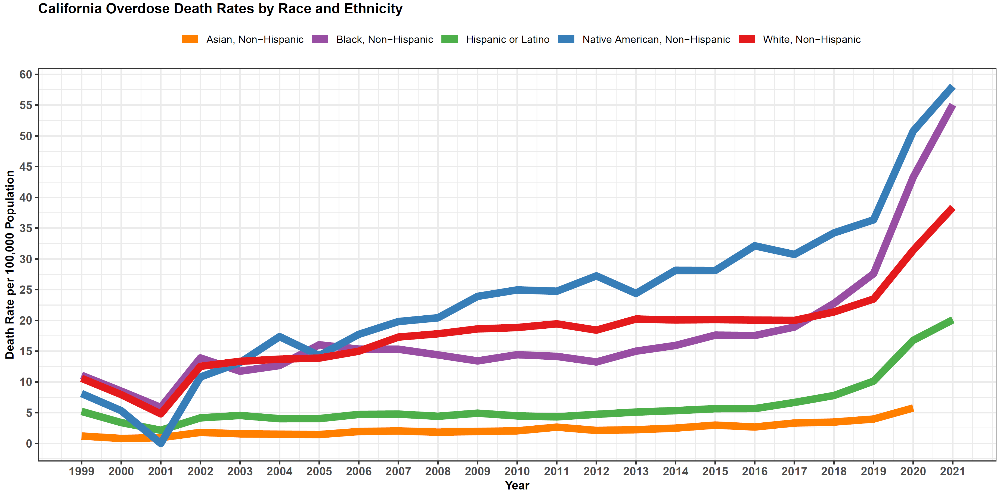 California Overdose Death Rates by Race and Ethnicity
Asian, Non−Hispanic Black, Non−Hispanic Hispanic or Latino Native American, Non−Hispanic White, Non−Hispanic
60
55
50
45
40
35
30
25
20
15
10
5
0
Death Rate per 100,000 Population
1999 2000 2001 2002 2003 2004 2005 2006 2007 2008 2009 2010 2011 2012 2013 2014 2015 2016 2017 2018 2019 2020 2021
Year